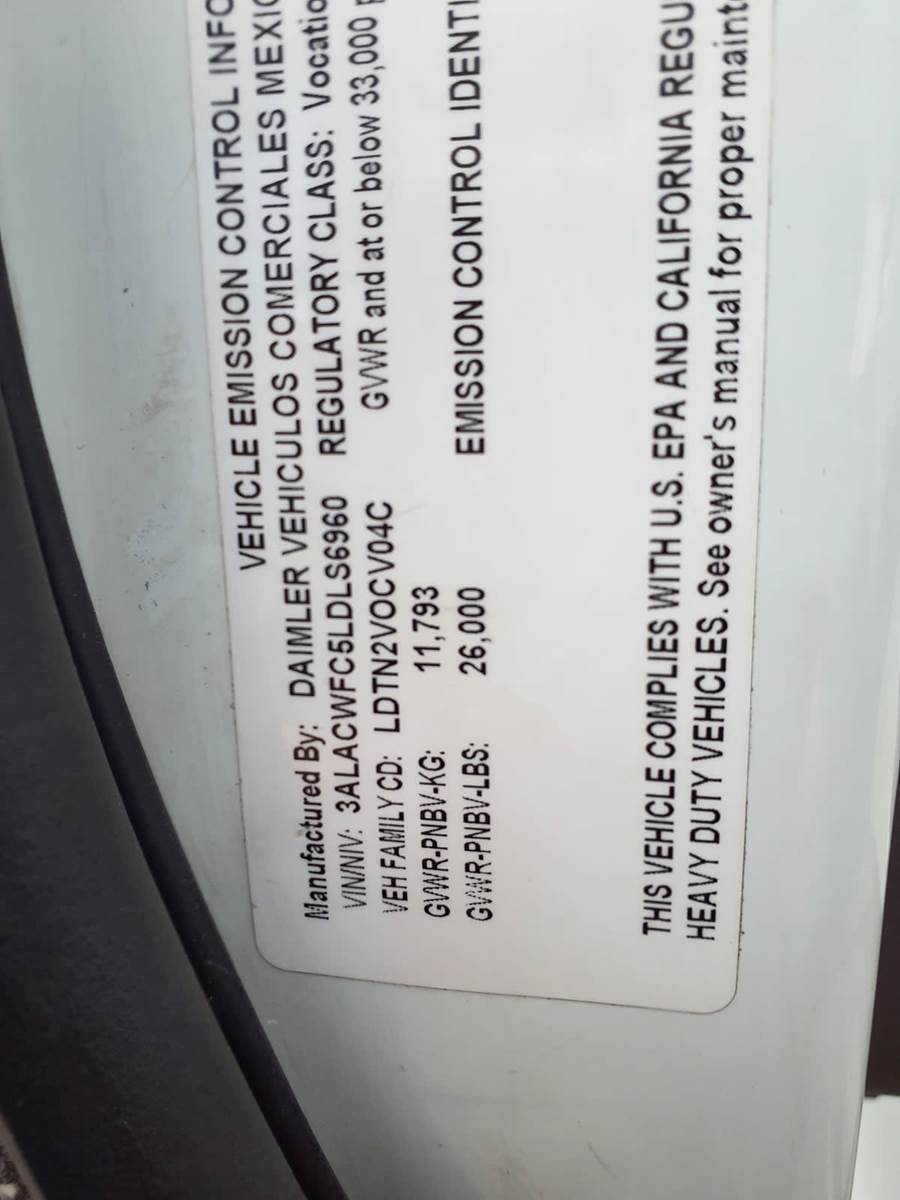 VEHICLE EMISSION CONTROL INFO
Manufactured By: DAIMLER VEHICULOS COMERCIALES MEXIC
VIN/NIV: 3ALACWFC5LDLS6960 REGULATORY CLASS: Vocatio
VEH FAMILY CD: LDTN2VOCV04C GVWR and at or below 33,000 p
GVWR-PNBV-KG: 11,793
GVWR-PNBV-LBS: 26,000 EMISSION CONTROL IDENTI
THIS VEHICLE COMPLIES WITH U.S. EPA AND CALIFORNIA REGU
HEAVY DUTY VEHICLES. See owner's manual for proper maint